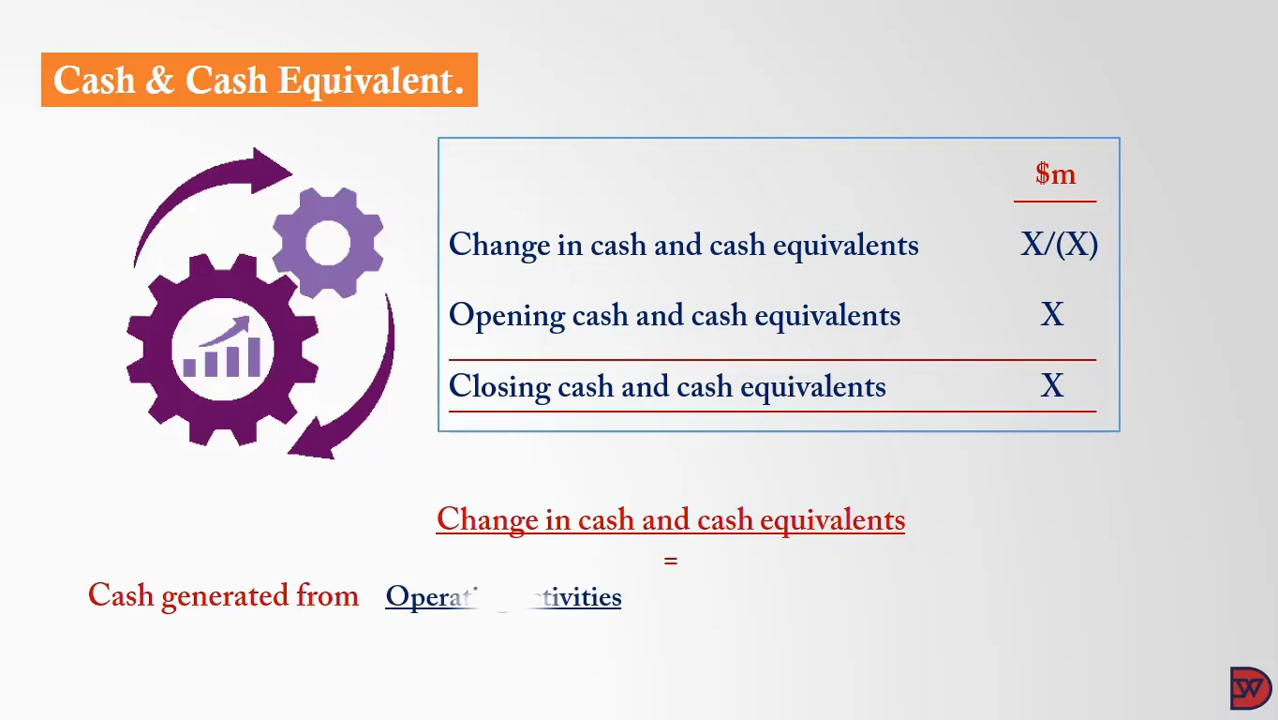 Cash & Cash Equivalent.
$m
Change in cash and cash equivalents X/(X)
Opening cash and cash equivalents X
Closing cash and cash equivalents X
Change in cash and cash equivalents
=
Cash generated from